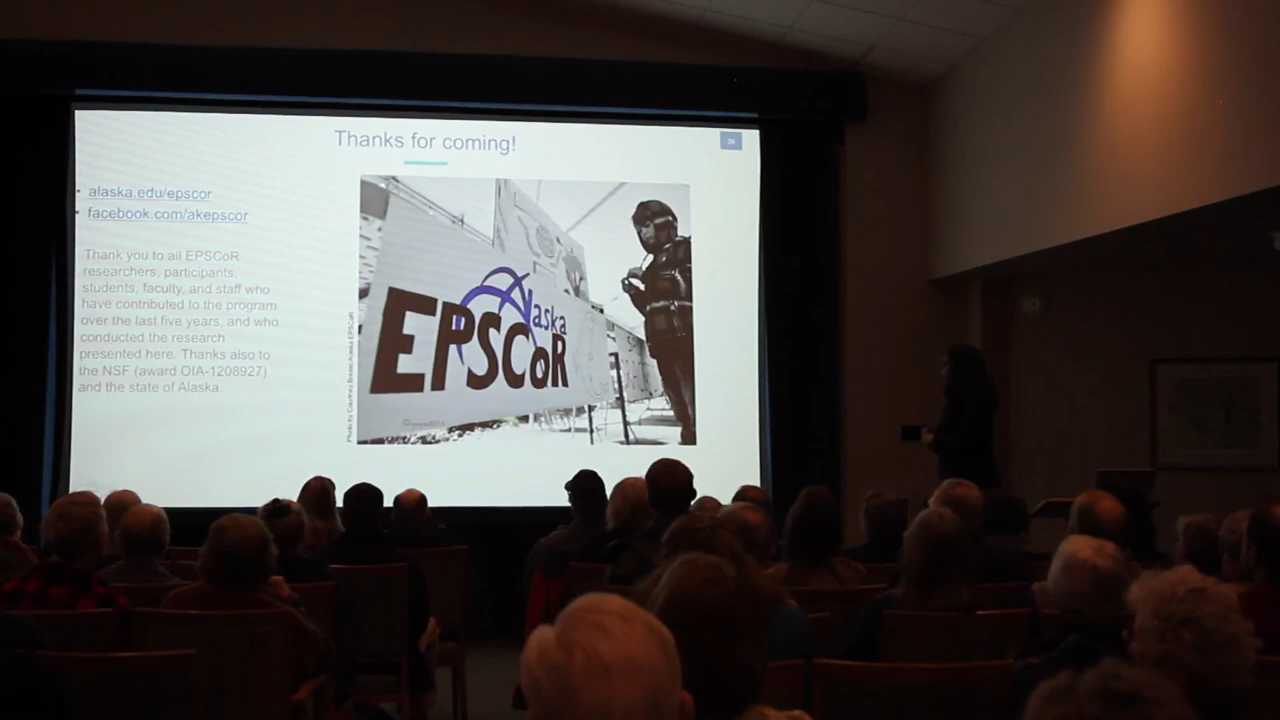 Thanks for coming!
alaska.edu/epscor
facebook.com/akepscor
Thank you to all EPSCoR
researchers, participants,
students, faculty, and staff who
have contributed to the program
over the last five years, and who
conducted the research
presented here. Thanks also to
the NSF (award OIA-1208927)
and the state of Alaska.
Alaska
EPSCoR